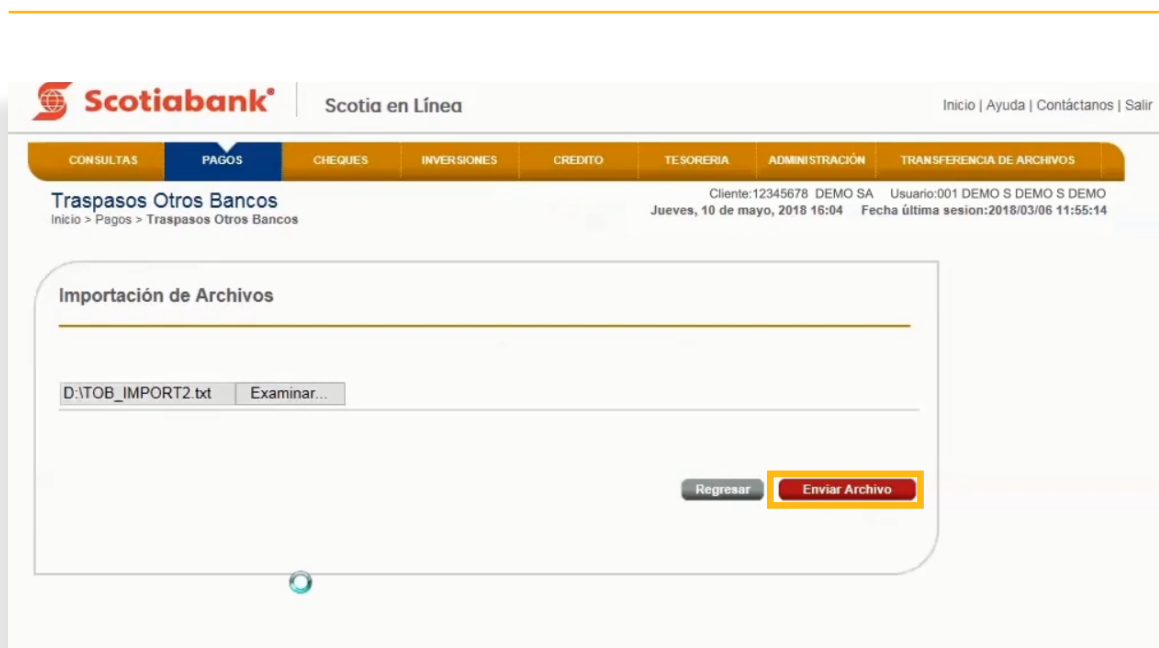 Scotiabank® Scotia en Línea Inicio | Ayuda | Contáctanos | Salir
CONSULTAS PAGOS CHEQUES INVERSIONES CREDITO TESORERIA ADMINISTRACIÓN TRANSFERENCIA DE ARCHIVOS
Traspasos Otros Bancos Cliente:12345678 DEMO SA Usuario:001 DEMO S DEMO S DEMO
Inicio > Pagos > Traspasos Otros Bancos Jueves, 10 de mayo, 2018 16:04 Fecha última sesion:2018/03/06 11:55:14
Importación de Archivos
D:\TOB_IMPORT2.txt Examinar...
Regresar Enviar Archivo